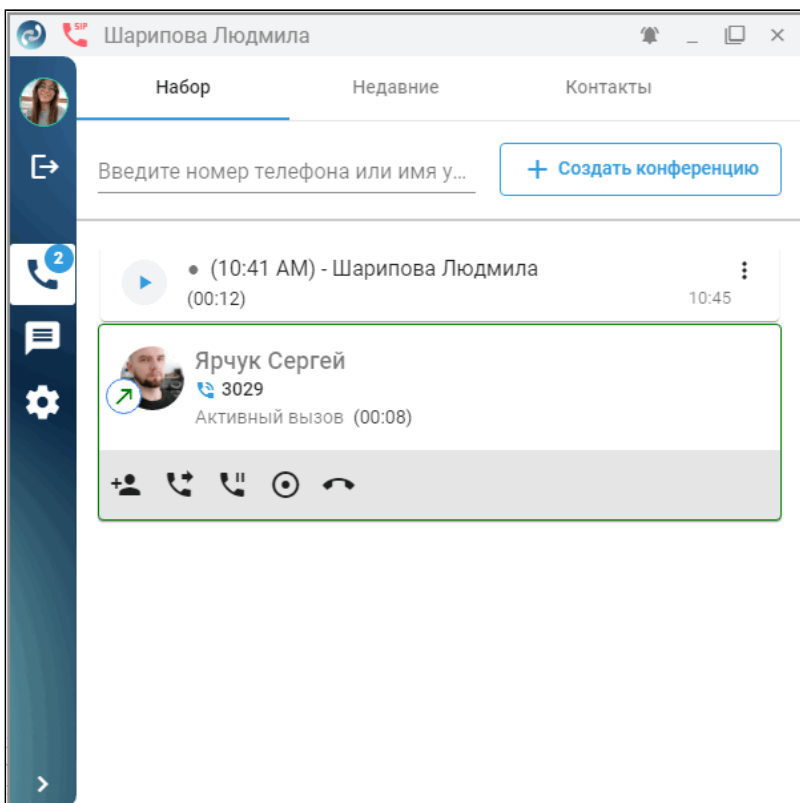 SIP Шарипова Людмила
Набор Недавние Контакты
Введите номер телефона или имя у... + Создать конференцию
2
• (10:41 AM) - Шарипова Людмила
(00:12) 10:45
Ярчук Сергей
3029
Активный вызов (00:08)